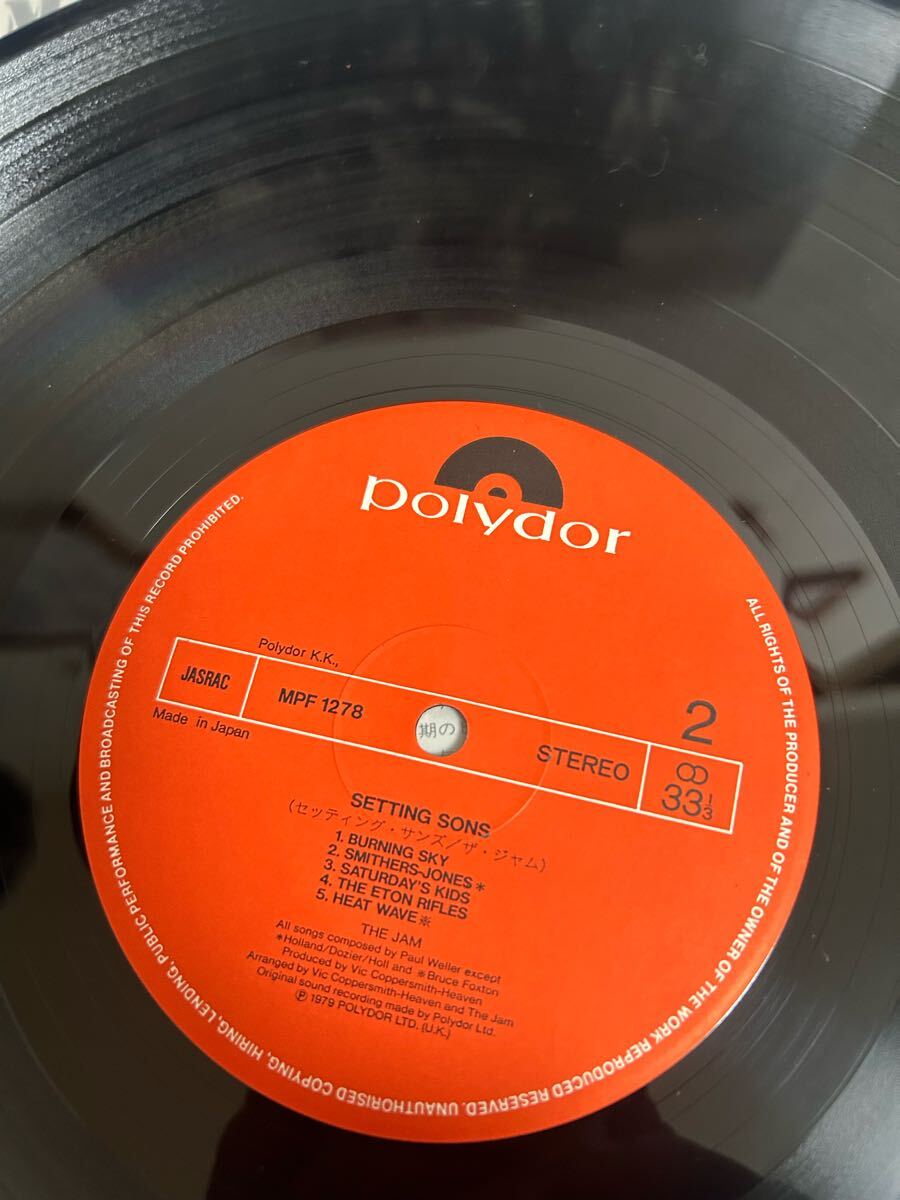 polydor
Polydor K.K.,
JASRAC
MPF 1278
Made in Japan
期の
STEREO
2
33 1/3
SETTING SONS
(セッティング・サンズ/ザ・ジャム)
1. BURNING SKY
2. SMITHERS-JONES*
3. SATURDAY'S KIDS
4. THE ETON RIFLES
5. HEAT WAVE※
THE JAM
All songs composed by Paul Weller except
※Holland/Dozier/Holl and *Bruce Foxton
Produced by Vic Coppersmith-Heaven
Arranged by Vic Coppersmith-Heaven and The Jam
Original sound recording made by Polydor Ltd.
Ⓟ 1979 POLYDOR LTD. (U.K.)
ALL RIGHTS OF THE PRODUCER AND OF THE OWNER OF THE WORK REPRODUCED RESERVED. UNAUTHORISED COPYING, HIRING, LENDING, PUBLIC PERFORMANCE AND BROADCASTING OF THIS RECORD PROHIBITED.